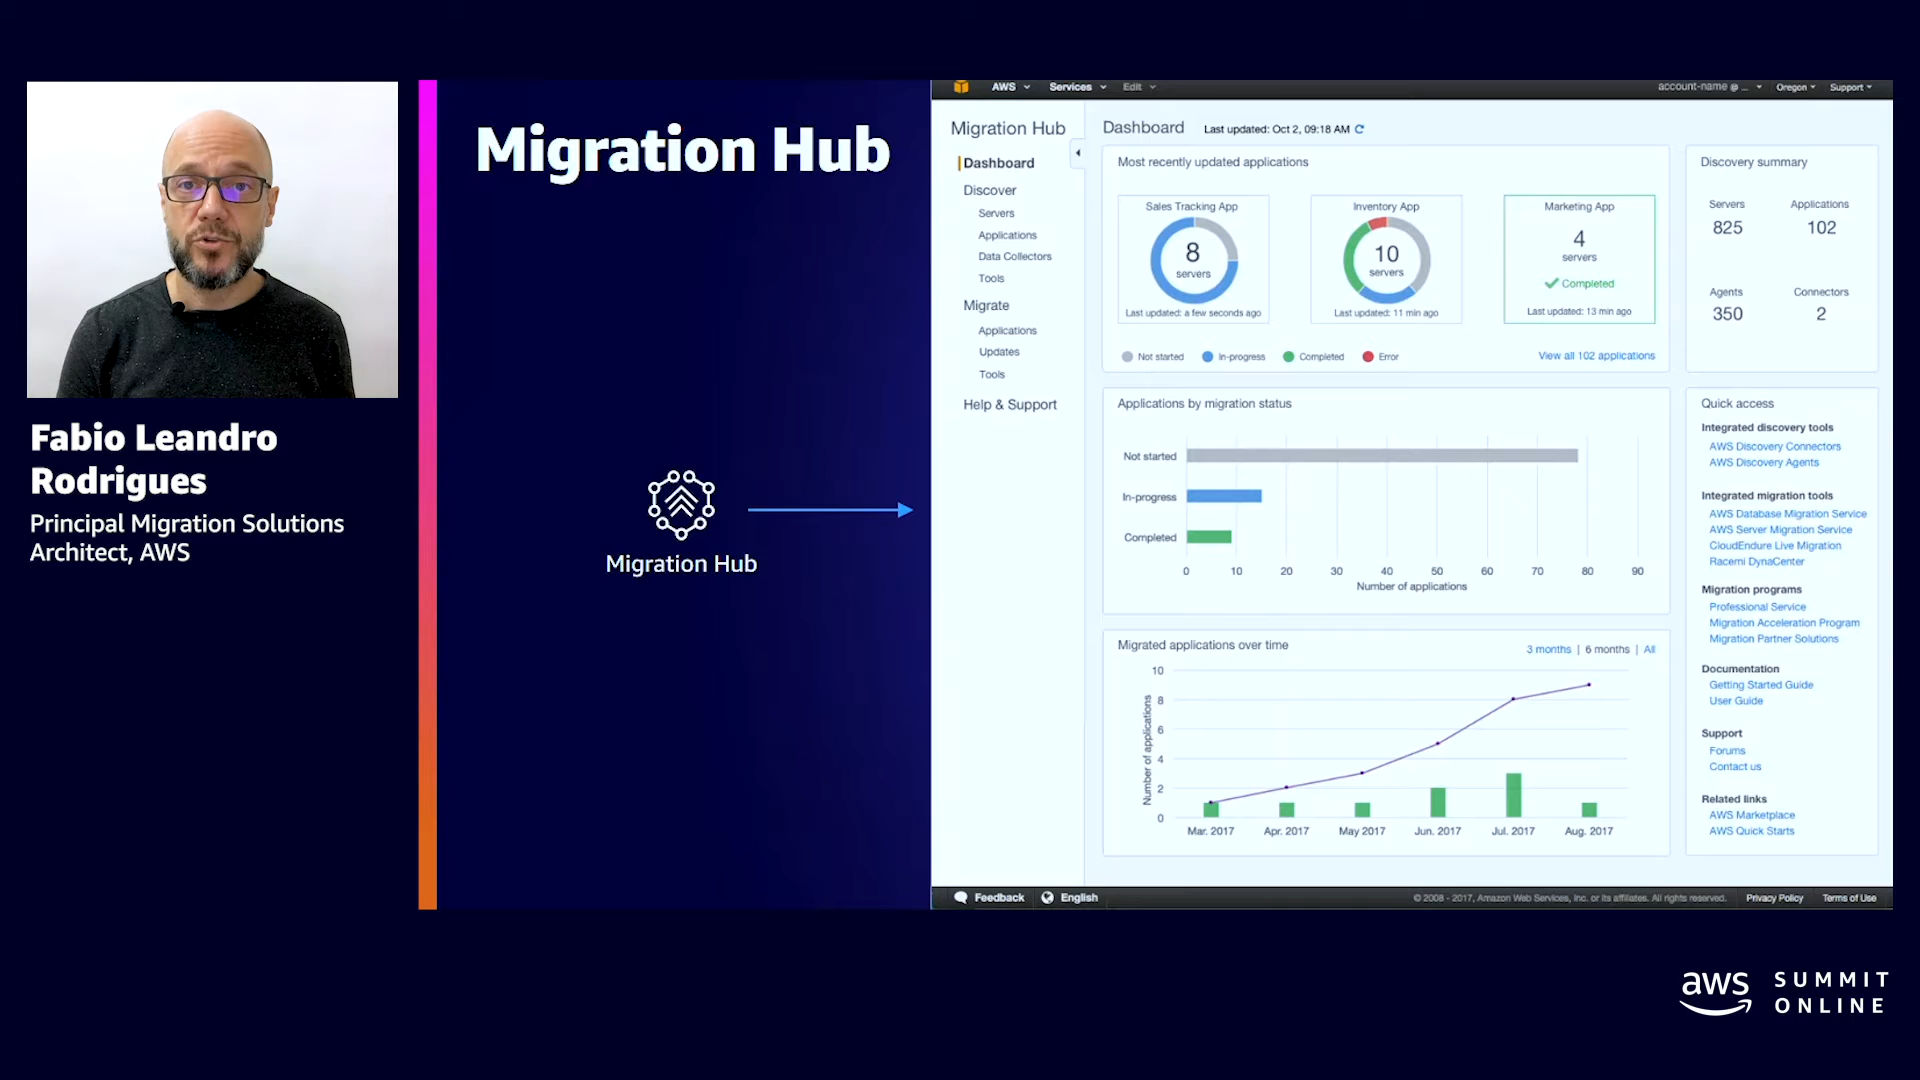 Fabio Leandro
Rodrigues
Principal Migration Solutions
Architect, AWS
Migration Hub
Migration Hub
AWS
Services
Edit
account-name @ ...
Oregon
Support
Migration Hub
Dashboard
Discover
Servers
Applications
Data Collectors
Tools
Migrate
Applications
Updates
Tools
Help & Support
Dashboard
Last updated: Oct 2, 09:18 AM
Most recently updated applications
Sales Tracking App
8
servers
Last updated: a few seconds ago
Inventory App
10
servers
Last updated: 11 min ago
Marketing App
4
servers
Completed
Last updated: 13 min ago
Not started
In-progress
Completed
Error
View all 102 applications
Discovery summary
Servers
825
Applications
102
Agents
350
Connectors
2
Applications by migration status
Not started
In-progress
Completed
0 10 20 30 40 50 60 70 80 90
Number of applications
Migrated applications over time
3 months | 6 months | All
Number of applications
10
8
6
4
2
0
Mar. 2017 Apr. 2017 May 2017 Jun. 2017 Jul. 2017 Aug. 2017
Quick access
Integrated discovery tools
AWS Discovery Connectors
AWS Discovery Agents
Integrated migration tools
AWS Database Migration Service
AWS Server Migration Service
CloudEndure Live Migration
Racemi DynaCenter
Migration programs
Professional Service
Migration Acceleration Program
Migration Partner Solutions
Documentation
Getting Started Guide
User Guide
Support
Forums
Contact us
Related links
AWS Marketplace
AWS Quick Starts
Feedback
English
© 2008 - 2017, Amazon Web Services, Inc. or its affiliates. All rights reserved.
Privacy Policy
Terms of Use
aws
SUMMIT
ONLINE